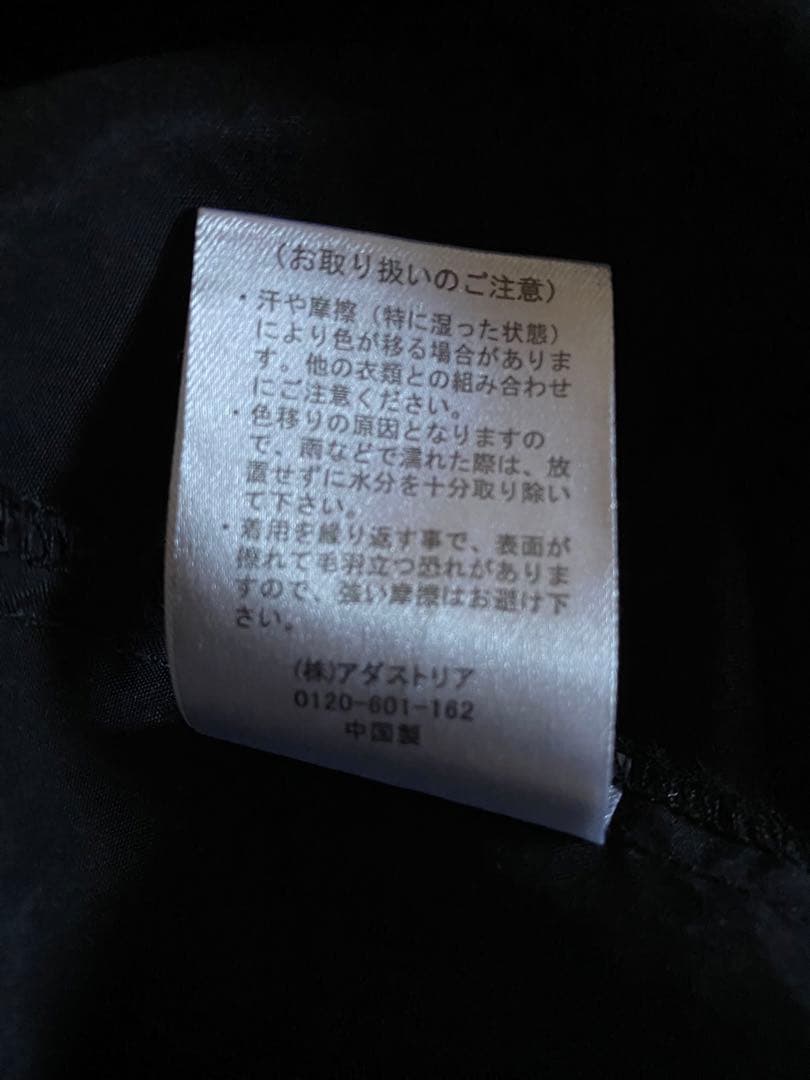 （お取り扱いのご注意）
・汗や摩擦（特に湿った状態）
により色が移る場合がありま
す。他の衣類との組み合わせ
にご注意ください。
・色移りの原因となりますの
で、雨などで濡れた際は、放
置せずに水分を十分取り除い
て下さい。
・着用を繰り返す事で、表面が
擦れて毛羽立つ恐れがありま
すので、強い摩擦はお避け下
さい。
(株)アダストリア
0120-601-162
中国製